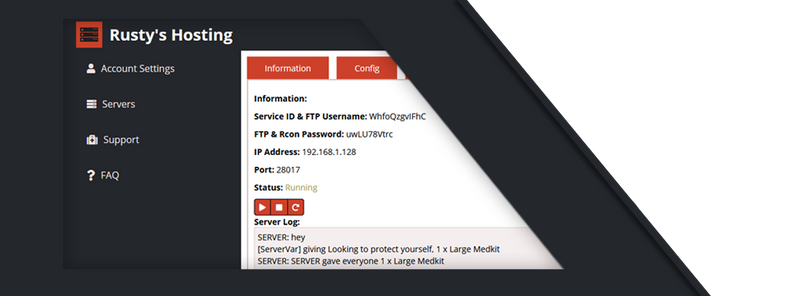 Rusty's Hosting
Account Settings
Servers
Support
FAQ
Information
Config
Information:
Service ID & FTP Username: WhfoQzgvIFhC
FTP & Rcon Password: uwLU78Vtrc
IP Address: 192.168.1.128
Port: 28017
Status: Running
Server Log:
SERVER: hey
[ServerVar] giving Looking to protect yourself, 1 x Large Medkit
SERVER: SERVER gave everyone 1 x Large Medkit